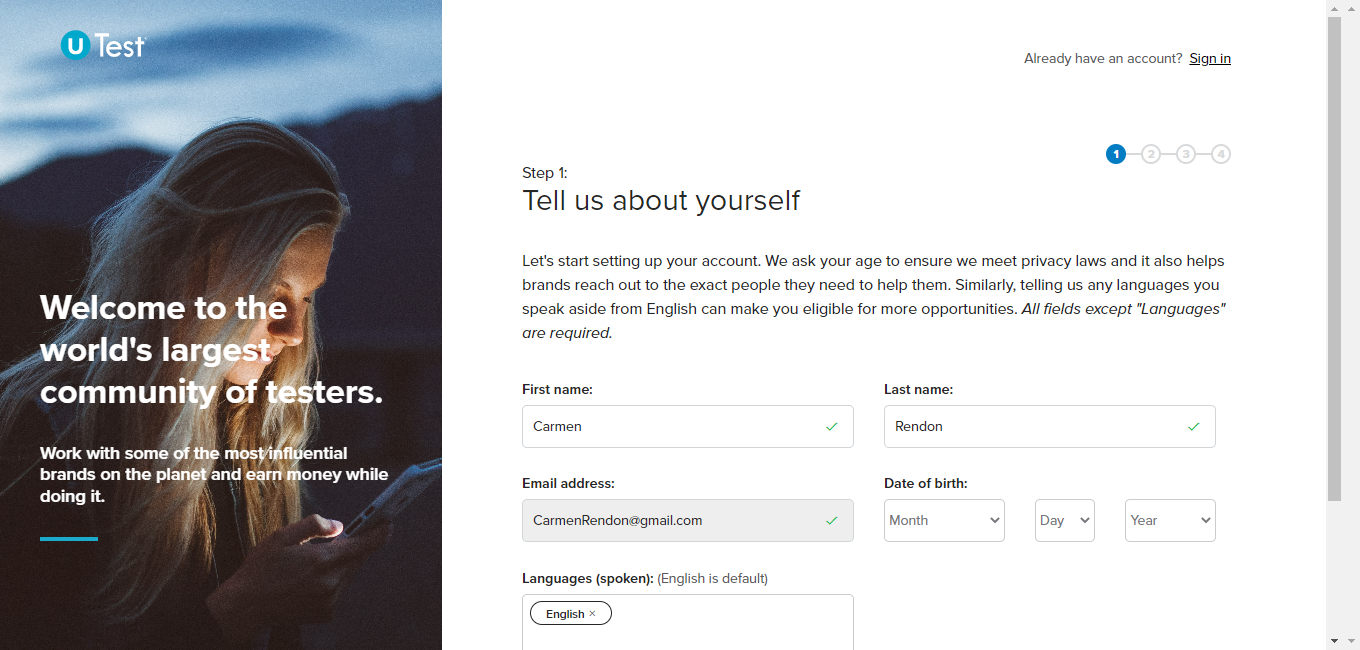 U Test
Already have an account? Sign in
1 2 3 4
Step 1:
Tell us about yourself
Let's start setting up your account. We ask your age to ensure we meet privacy laws and it also helps
brands reach out to the exact people they need to help them. Similarly, telling us any languages you
speak aside from English can make you eligible for more opportunities. All fields except "Languages"
are required.
Welcome to the
world's largest
community of testers.
Work with some of the most influential
brands on the planet and earn money while
doing it.
First name:
Last name:
Carmen
Rendon
Email address:
Date of birth:
CarmenRendon@gmail.com
Month Day Year
Languages (spoken): (English is default)
English ×